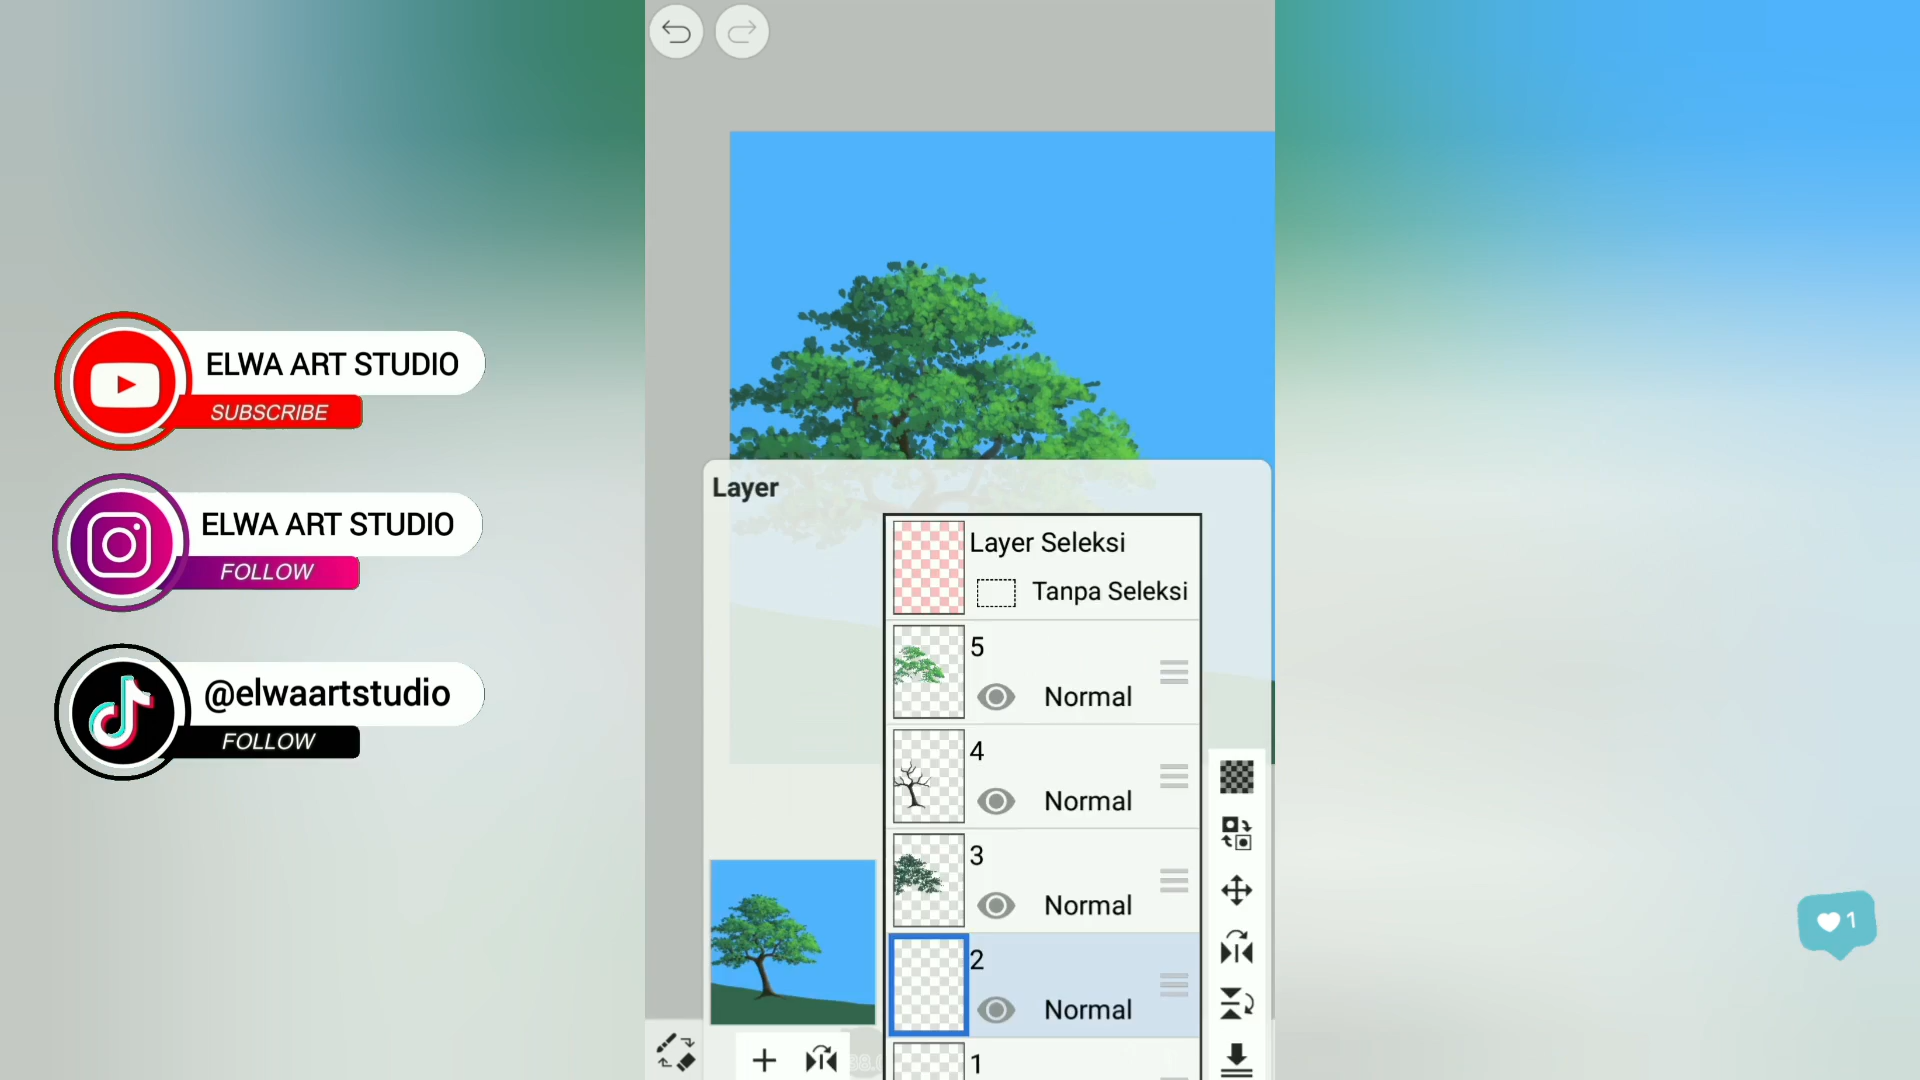 ELWA ART STUDIO
SUBSCRIBE
ELWA ART STUDIO
FOLLOW
@elwaartstudio
FOLLOW
Layer
Layer Seleksi
Tanpa Seleksi
5
Normal
4
Normal
3
Normal
2
Normal
1
1